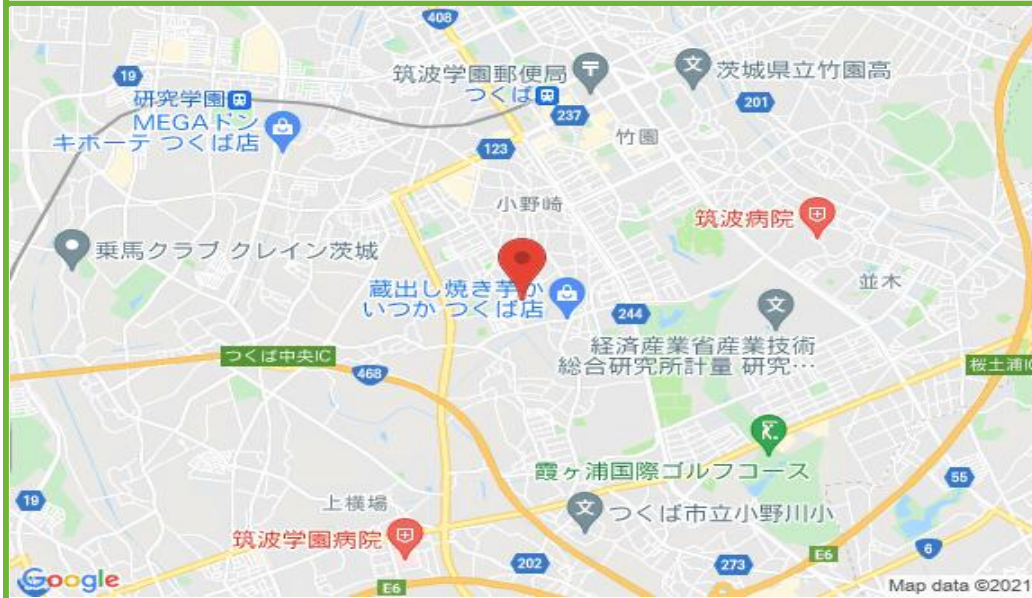 408
筑波学園郵便局
茨城県立竹園高
19
研究学園
つくば
201
MEGAドン
キホーテ つくば店
237
竹園
123
小野崎
筑波病院
乗馬クラブ クレイン茨城
並木
蔵出し焼き芋か
いつか つくば店
244
経済産業省産業技術
総合研究所計量 研究…
つくば中央IC
468
桜土浦IC
霞ヶ浦国際ゴルフコース
55
19
上横場
つくば市立小野川小
筑波学園病院
202
273
E6
6
Google
E6
Map data ©2021